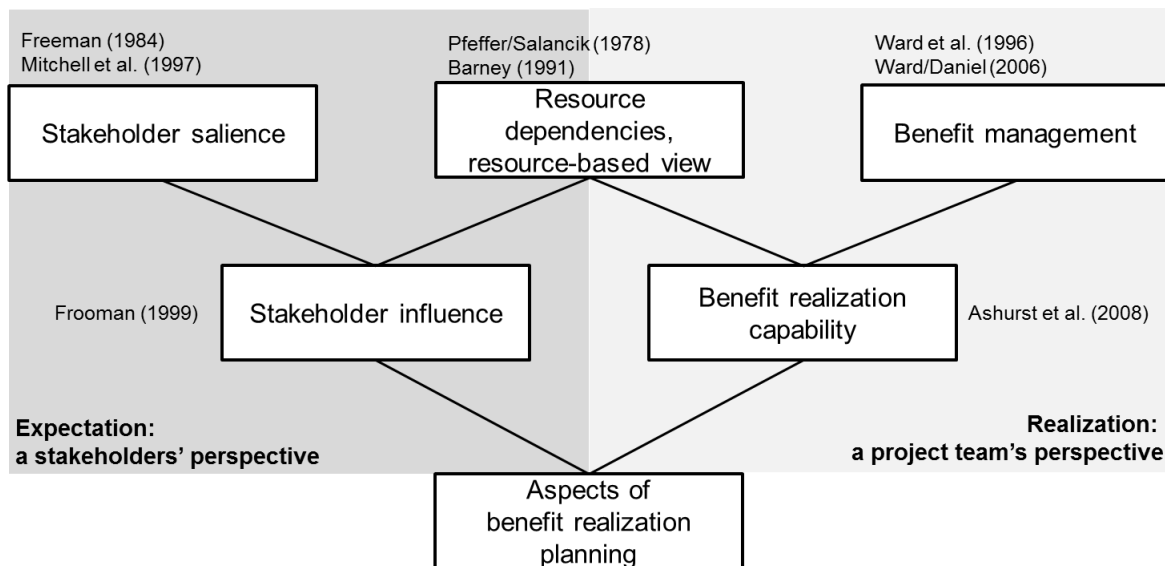 Freeman (1984)
Mitchell et al. (1997)
Pfeffer/Salancik (1978)
Barney (1991)
Ward et al. (1996)
Ward/Daniel (2006)
Stakeholder salience
Resource
dependencies,
resource-based view
Benefit management
Frooman (1999)
Stakeholder influence
Benefit realization
capability
Ashurst et al. (2008)
Expectation:
a stakeholders’ perspective
Realization:
a project team’s perspective
Aspects of
benefit realization
planning